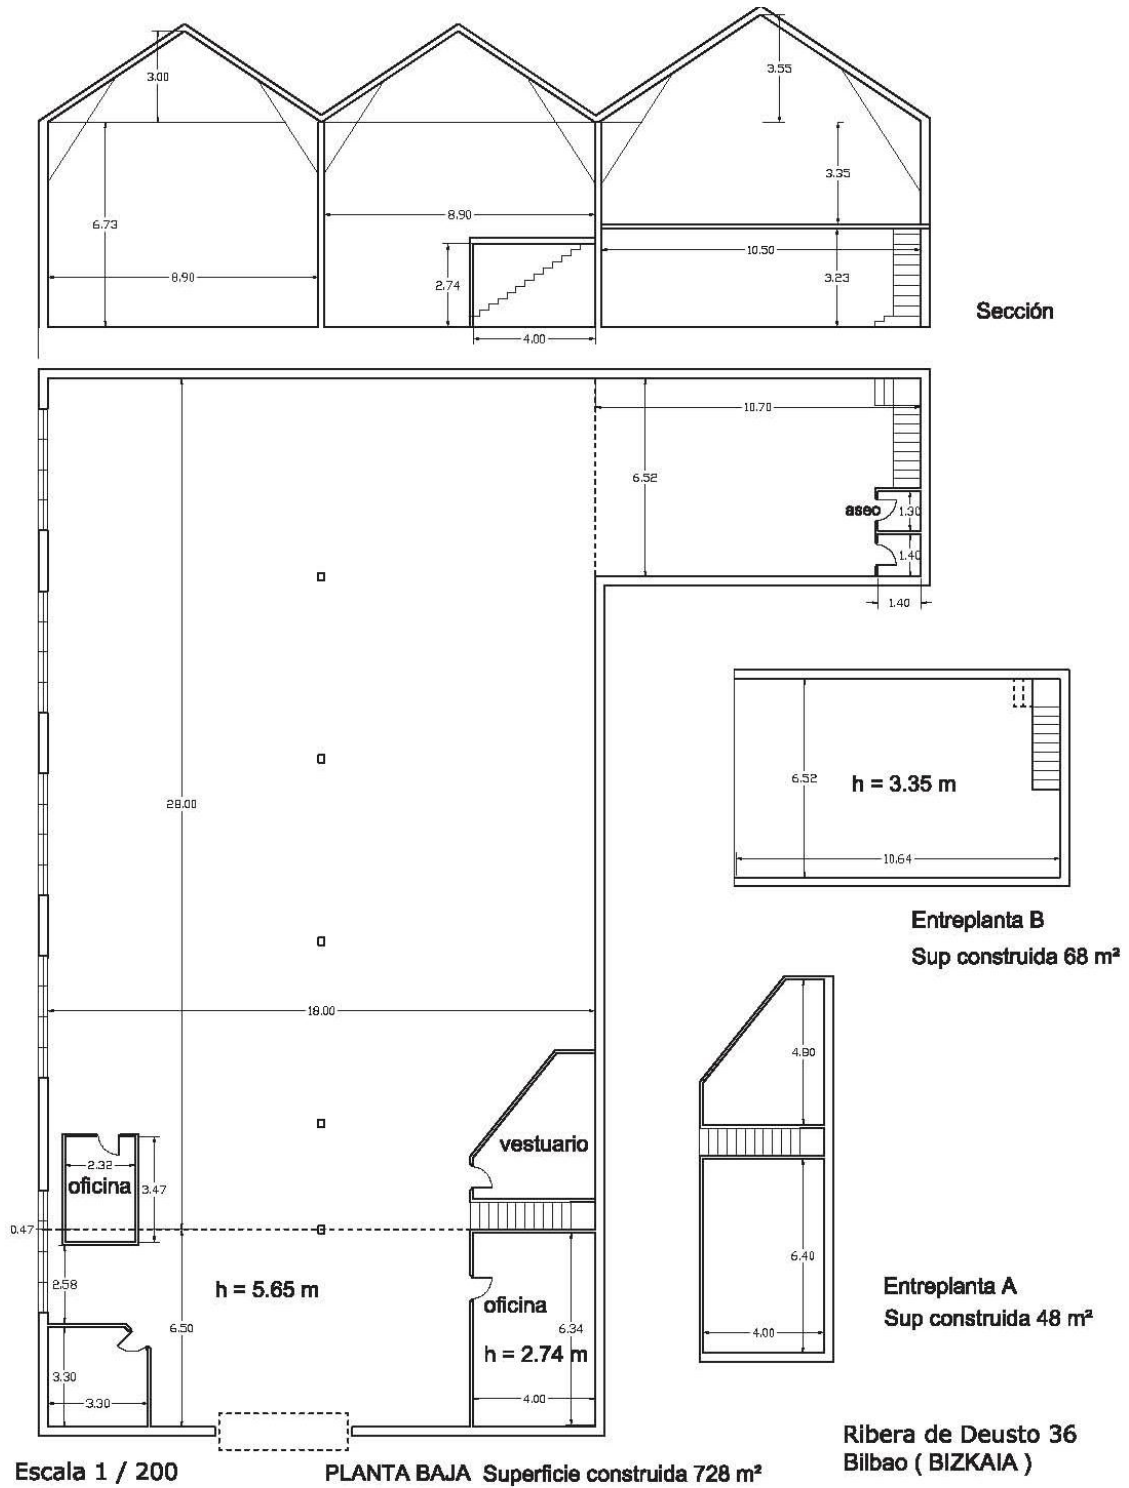 3.00
3.55
6.73
8.90
8.90
2.74
4.00
3.35
10.50
3.23
Sección
10.70
6.52
aseo
1.30
1.40
1.40
28.00
18.00
6.52
h = 3.35 m
10.64
Entreplanta B
Sup construida 68 m²
4.80
6.40
4.00
Entreplanta A
Sup construida 48 m²
vestuario
2.32
oficina
3.47
0.47
2.58
h = 5.65 m
6.50
oficina
6.34
h = 2.74 m
4.00
3.30
3.30
Ribera de Deusto 36
Bilbao ( BIZKAIA )
Escala 1 / 200
PLANTA BAJA Superficie construida 728 m²